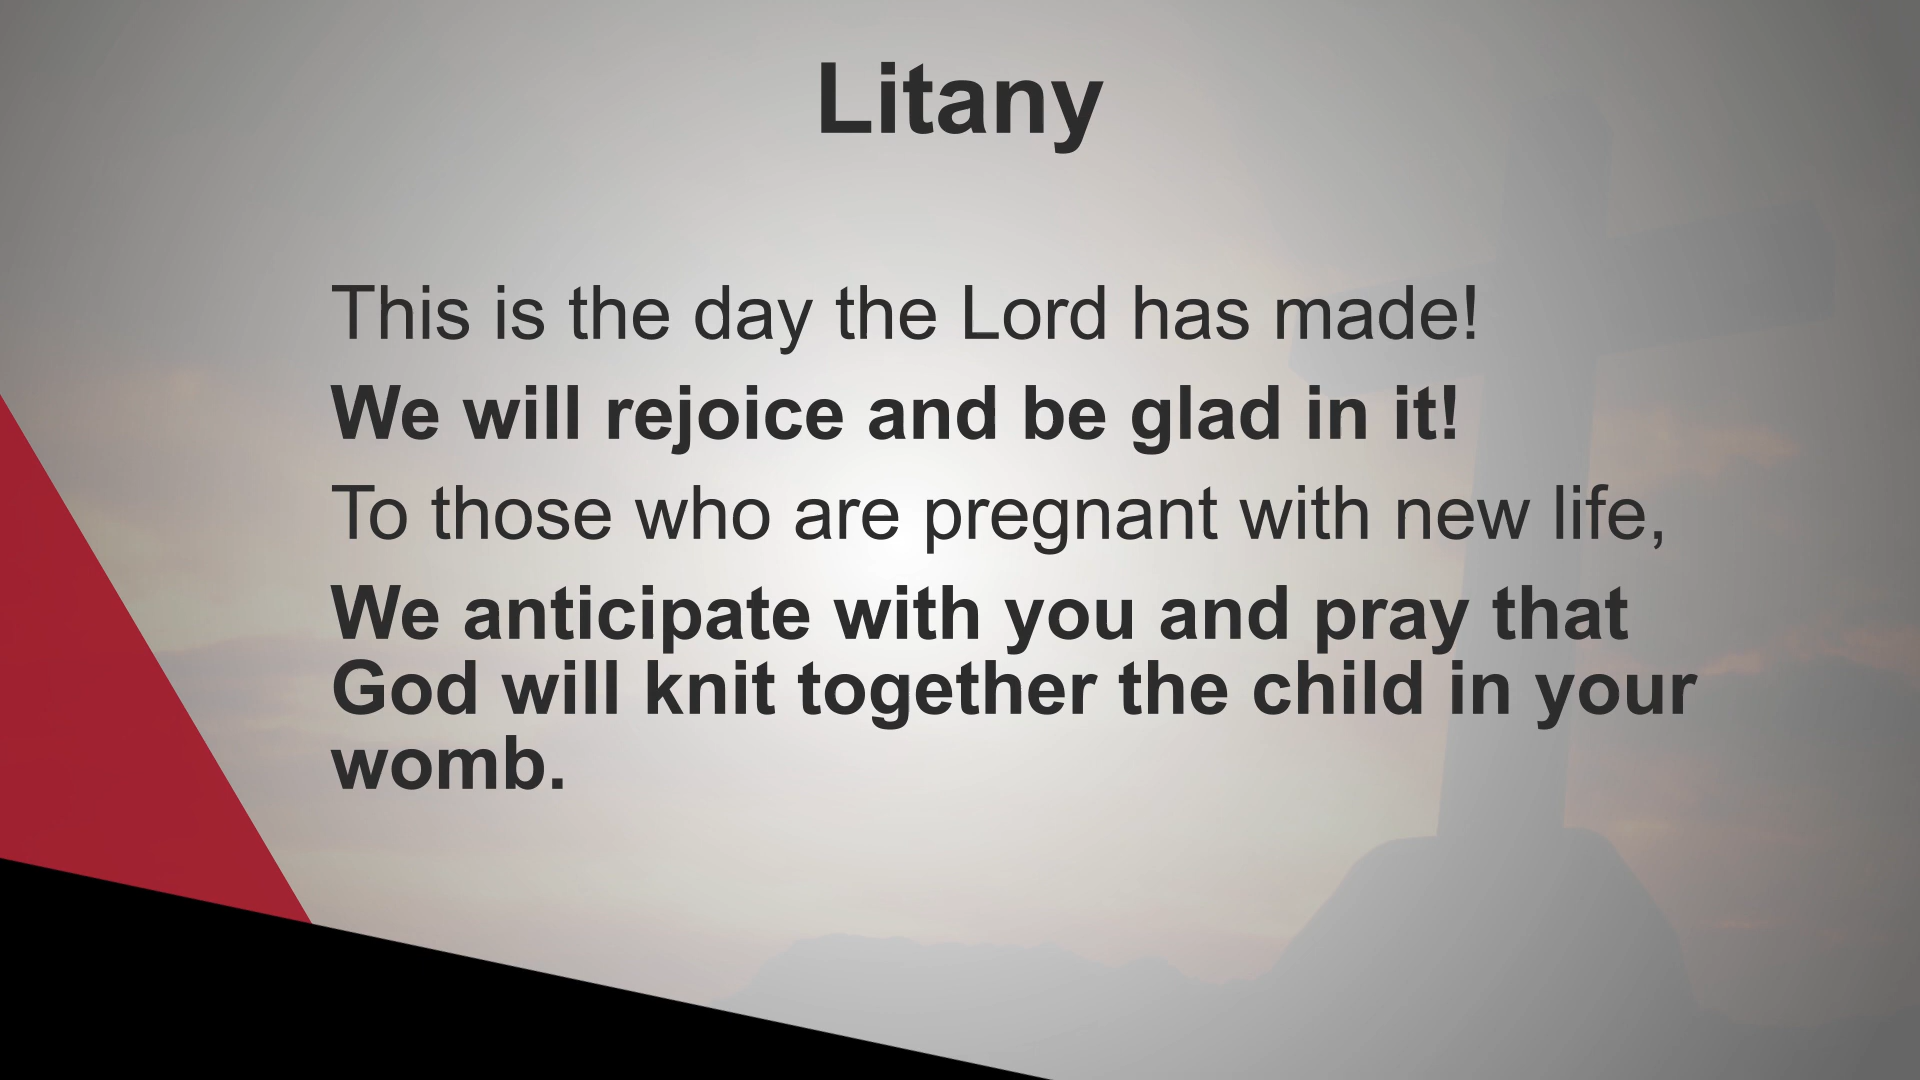 Litany
This is the day the Lord has made!
We will rejoice and be glad in it!
To those who are pregnant with new life,
We anticipate with you and pray that
God will knit together the child in your
womb.